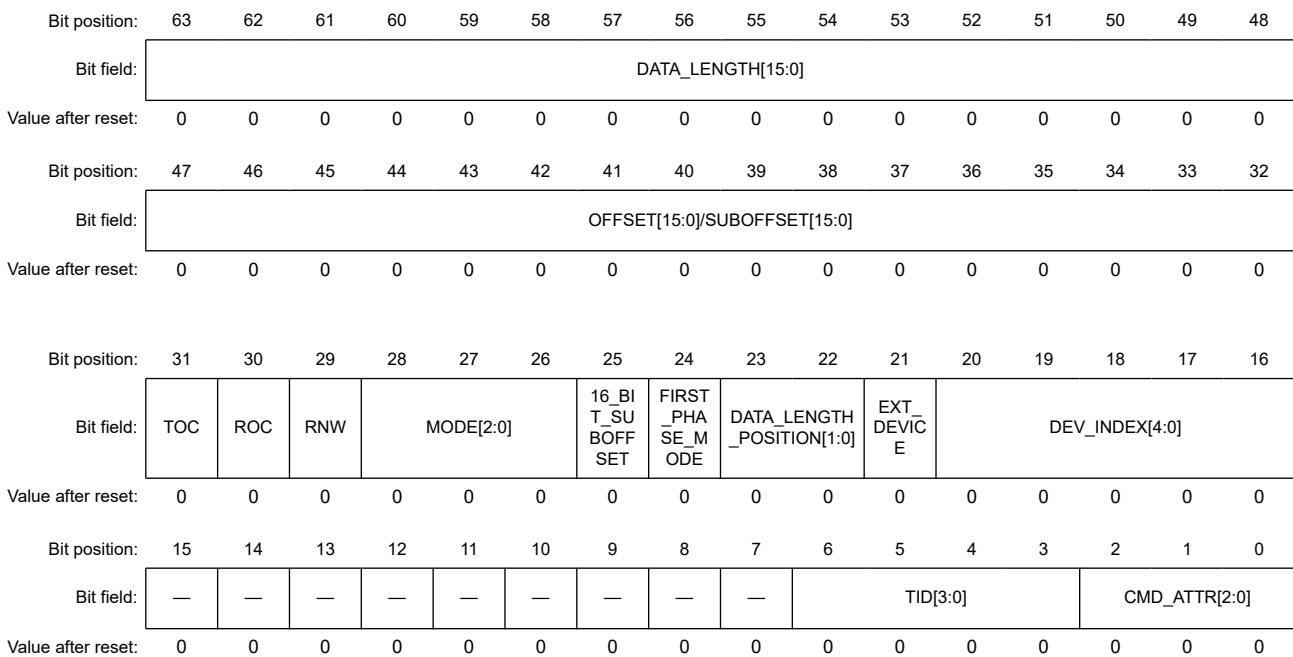 Bit position: 63 62 61 60 59 58 57 56 55 54 53 52 51 50 49 48
Bit field: DATA_LENGTH[15:0]
Value after reset: 0 0 0 0 0 0 0 0 0 0 0 0 0 0 0 0
Bit position: 47 46 45 44 43 42 41 40 39 38 37 36 35 34 33 32
Bit field: OFFSET[15:0]/SUBOFFSET[15:0]
Value after reset: 0 0 0 0 0 0 0 0 0 0 0 0 0 0 0 0
Bit position: 31 30 29 28 27 26 25 24 23 22 21 20 19 18 17 16
Bit field: TOC ROC RNW MODE[2:0]
16_BI
T_SU
BOFF
SET
FIRST
_PHA
SE_M
ODE
DATA_LENGTH
_POSITION[1:0]
EXT_
DEVIC
E
DEV_INDEX[4:0]
Value after reset: 0 0 0 0 0 0 0 0 0 0 0 0 0 0 0 0
Bit position: 15 14 13 12 11 10 9 8 7 6 5 4 3 2 1 0
Bit field: — — — — — — — — — TID[3:0] CMD_ATTR[2:0]
Value after reset: 0 0 0 0 0 0 0 0 0 0 0 0 0 0 0 0